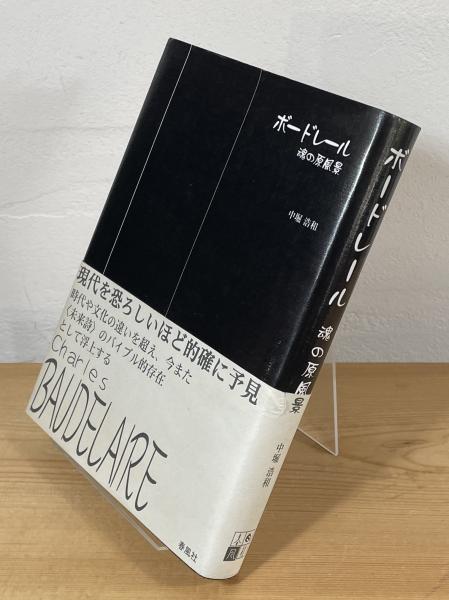 ボードレール
魂の原風景
中堀 浩和
現代を恐ろしいほど的確に予見
時代や文化の違いを超え、今また
〈未来詩〉のバイブル的存在
として浮上する
Charles
BAUDELAIRE
春風社
ボードレール 魂の原風景
中堀 浩和